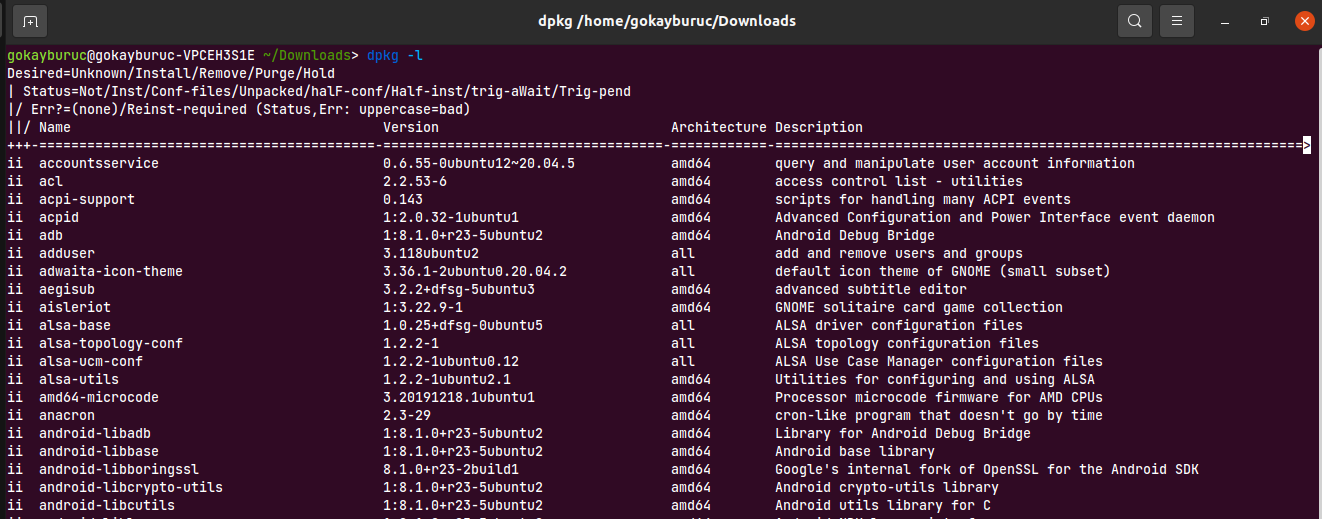 dpkg /home/gokayburuc/Downloads
gokayburuc@gokayburuc-VPCEH3S1E ~/Downloads> dpkg -l
Desired=Unknown/Install/Remove/Purge/Hold
| Status=Not/Inst/Conf-files/Unpacked/halF-conf/Half-inst/trig-aWait/Trig-pend
|/ Err?=(none)/Reinst-required (Status,Err: uppercase=bad)
||/ Name Version Architecture Description
+++-==========================================-===================================-============-==================================================================>
ii accountsservice 0.6.55-0ubuntu12~20.04.5 amd64 query and manipulate user account information
ii acl 2.2.53-6 amd64 access control list - utilities
ii acpi-support 0.143 amd64 scripts for handling many ACPI events
ii acpid 1:2.0.32-1ubuntu1 amd64 Advanced Configuration and Power Interface event daemon
ii adb 1:8.1.0+r23-5ubuntu2 amd64 Android Debug Bridge
ii adduser 3.118ubuntu2 all add and remove users and groups
ii adwaita-icon-theme 3.36.1-2ubuntu0.20.04.2 all default icon theme of GNOME (small subset)
ii aegisub 3.2.2+dfsg-5ubuntu3 amd64 advanced subtitle editor
ii aisleriot 1:3.22.9-1 amd64 GNOME solitaire card game collection
ii alsa-base 1.0.25+dfsg-0ubuntu5 all ALSA driver configuration files
ii alsa-topology-conf 1.2.2-1 all ALSA topology configuration files
ii alsa-ucm-conf 1.2.2-1ubuntu0.12 all ALSA Use Case Manager configuration files
ii alsa-utils 1.2.2-1ubuntu2.1 amd64 Utilities for configuring and using ALSA
ii amd64-microcode 3.20191218.1ubuntu1 amd64 Processor microcode firmware for AMD CPUs
ii anacron 2.3-29 amd64 cron-like program that doesn't go by time
ii android-libadb 1:8.1.0+r23-5ubuntu2 amd64 Library for Android Debug Bridge
ii android-libbase 1:8.1.0+r23-5ubuntu2 amd64 Android base library
ii android-libboringssl 8.1.0+r23-2build1 amd64 Google's internal fork of OpenSSL for the Android SDK
ii android-libcrypto-utils 1:8.1.0+r23-5ubuntu2 amd64 Android crypto-utils library
ii android-libcutils 1:8.1.0+r23-5ubuntu2 amd64 Android utils library for C